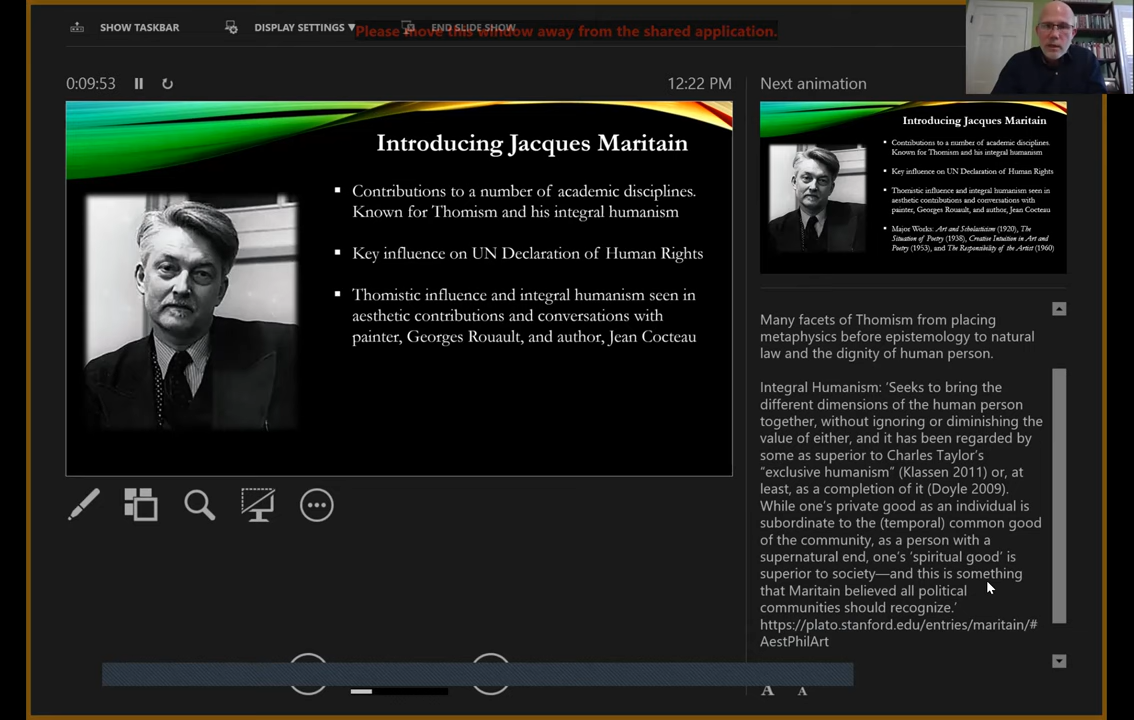 SHOW TASKBAR
DISPLAY SETTINGS ▼
END SLIDE SHOW
Please move this window away from the shared application.
0:09:53
12:22 PM
Introducing Jacques Maritain
▪ Contributions to a number of academic disciplines.
Known for Thomism and his integral humanism
▪ Key influence on UN Declaration of Human Rights
▪ Thomistic influence and integral humanism seen in
aesthetic contributions and conversations with
painter, Georges Rouault, and author, Jean Cocteau
Next animation
Introducing Jacques Maritain
▪ Contributions to a number of academic disciplines.
Known for Thomism and his integral humanism
▪ Key influence on UN Declaration of Human Rights
▪ Thomistic influence and integral humanism seen in
aesthetic contributions and conversations with
painter, Georges Rouault, and author, Jean Cocteau
▪ Major Works: Art and Scholasticism (1920), The
Situation of Poetry (1938), Creative Intuition in Art and
Poetry (1953), and The Responsibility of the Artist (1960)
Many facets of Thomism from placing
metaphysics before epistemology to natural
law and the dignity of human person.
Integral Humanism: ‘Seeks to bring the
different dimensions of the human person
together, without ignoring or diminishing the
value of either, and it has been regarded by
some as superior to Charles Taylor’s
“exclusive humanism” (Klassen 2011) or, at
least, as a completion of it (Doyle 2009).
While one’s private good as an individual is
subordinate to the (temporal) common good
of the community, as a person with a
supernatural end, one’s ‘spiritual good’ is
superior to society—and this is something
that Maritain believed all political
communities should recognize.’
https://plato.stanford.edu/entries/maritain/#
AestPhilArt
A A